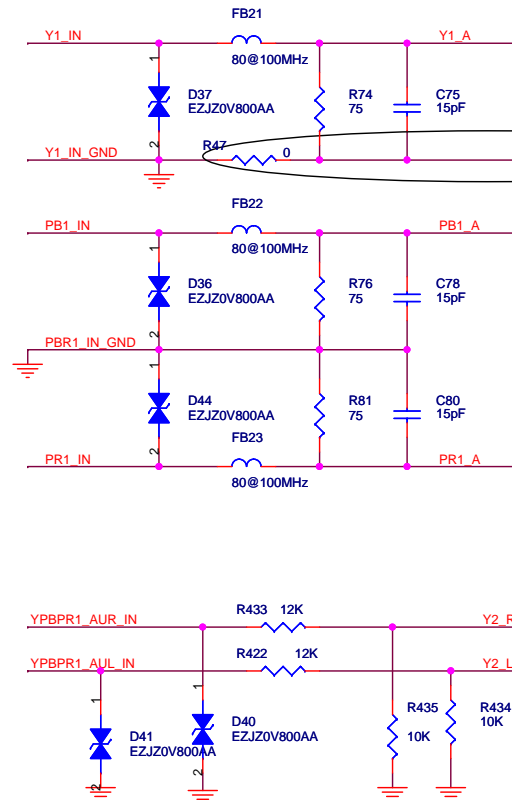 FB21
Y1_IN
Y1_A
80@100MHz
1
D37
EZJZ0V800AA
R74
75
C75
15pF
2
R47
0
Y1_IN_GND
FB22
PB1_IN
PB1_A
80@100MHz
1
D36
EZJZ0V800AA
R76
75
C78
15pF
2
PBR1_IN_GND
1
D44
EZJZ0V800AA
R81
75
C80
15pF
2
FB23
PR1_IN
PR1_A
80@100MHz
R433 12K
YPBPR1_AUR_IN
Y2_R
R422 12K
YPBPR1_AUL_IN
Y2_L
1
1
D41
EZJZ0V800AA
D40
EZJZ0V800AA
R435
10K
R434
10K
2
2